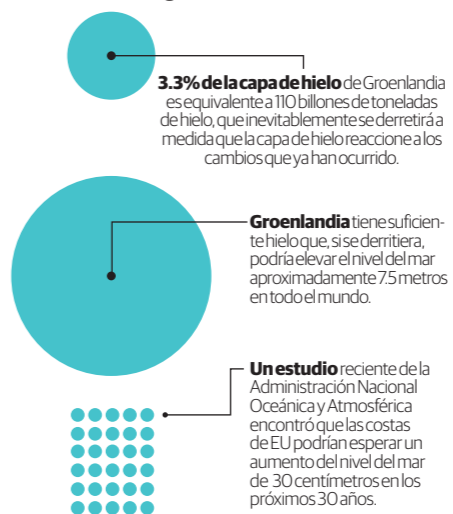 3.3% de la capa de hielo de Groenlandia
es equivalente a 110 billones de toneladas
de hielo, que inevitablemente se derretirá a
medida que la capa de hielo reaccione a los
cambios que ya han ocurrido.
Groenlandia tiene suficien-
te hielo que, si se derritiera,
podría elevar el nivel del mar
aproximadamente 7.5 metros
en todo el mundo.
Un estudio reciente de la
Administración Nacional
Oceánica y Atmosférica
encontró que las costas
de EU podrían esperar un
aumento del nivel del mar
de 30 centímetros en los
próximos 30 años.